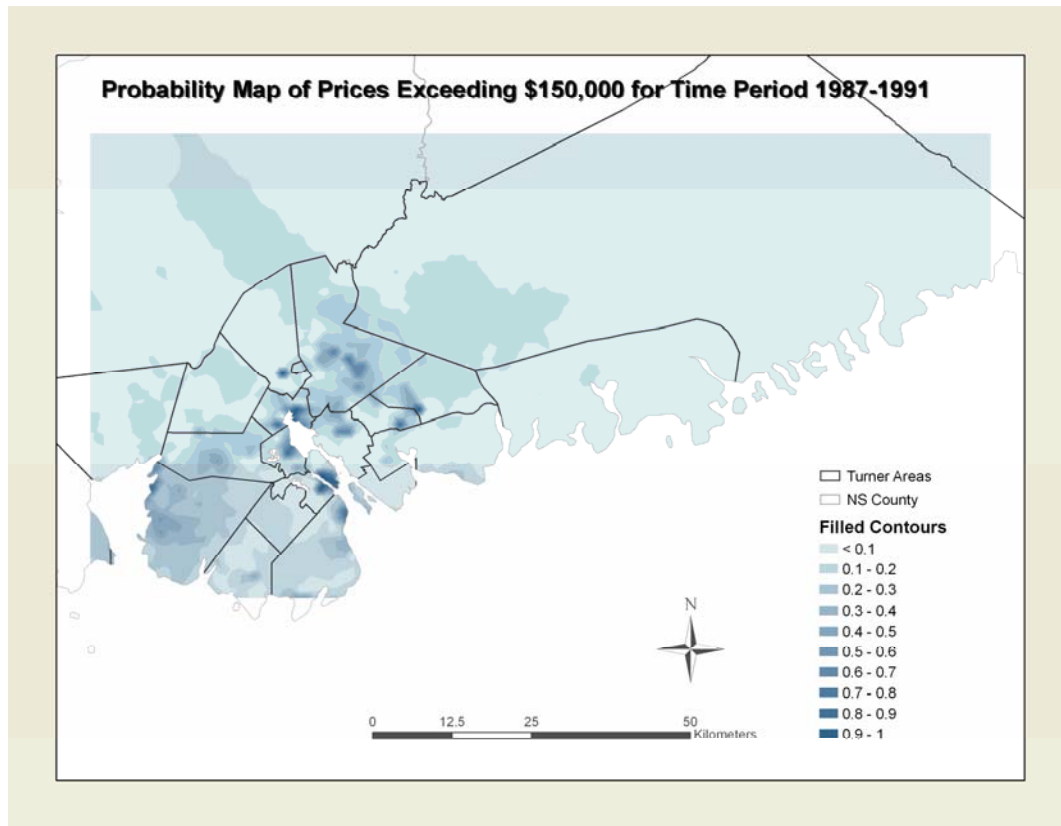 Probability Map of Prices Exceeding $150,000 for Time Period 1987-1991
Turner Areas
NS County
Filled Contours
< 0.1
0.1 - 0.2
0.2 - 0.3
0.3 - 0.4
0.4 - 0.5
0.5 - 0.6
0.6 - 0.7
0.7 - 0.8
0.8 - 0.9
0.9 - 1
N
0 12.5 25 50
Kilometers